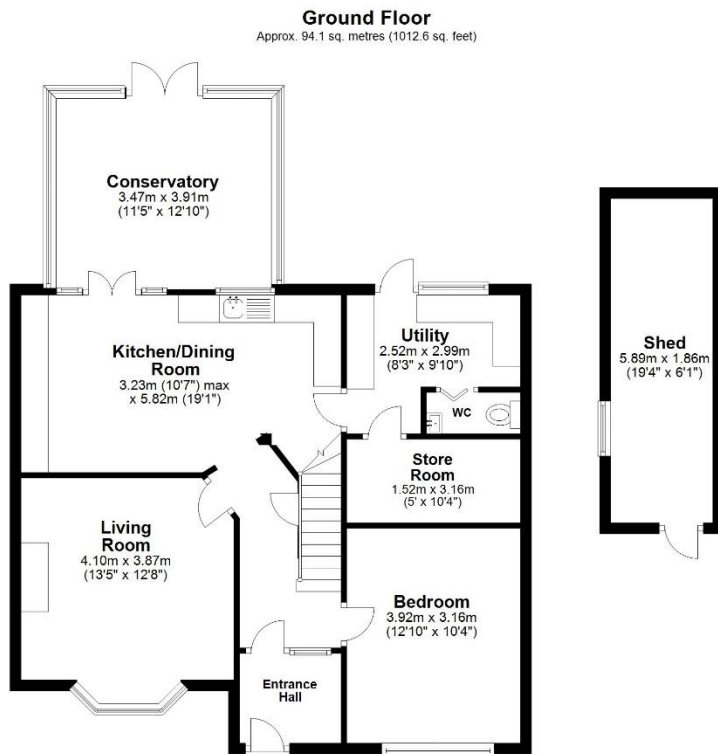 Ground Floor
Approx. 94.1 sq. metres (1012.6 sq. feet)
Conservatory
3.47m x 3.91m
(11'5" x 12'10")
Kitchen/Dining
Room
3.23m (10'7") max
x 5.82m (19'1")
Utility
2.52m x 2.99m
(8'3" x 9'10")
WC
Shed
5.89m x 1.86m
(19'4" x 6'1")
Store
Room
1.52m x 3.16m
(5' x 10'4")
Living
Room
4.10m x 3.87m
(13'5" x 12'8")
Bedroom
3.92m x 3.16m
(12'10" x 10'4")
Entrance
Hall